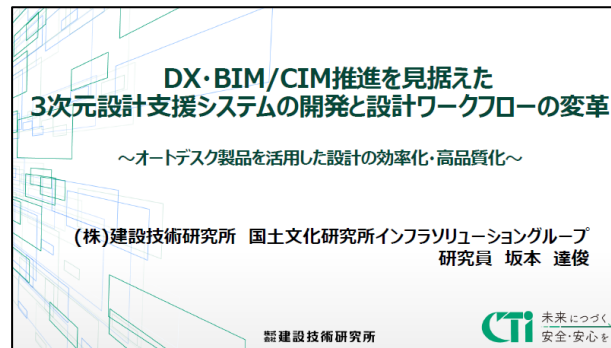 DX・BIM/CIM推進を見据えた
3次元設計支援システムの開発と設計ワークフローの変革
～オートデスク製品を活用した設計の効率化・高品質化～
(株)建設技術研究所 国土文化研究所インフラソリューショングループ
研究員 坂本 達俊
株式会社 建設技術研究所
CTi 未来につづく
安全・安心を